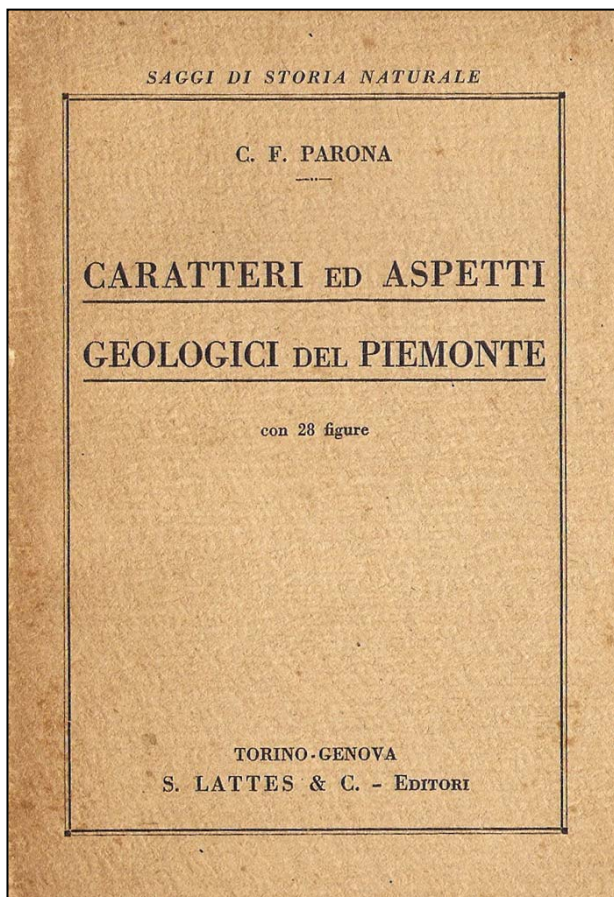 SAGGI DI STORIA NATURALE
C. F. PARONA
CARATTERI ED ASPETTI
GEOLOGICI DEL PIEMONTE
con 28 figure
TORINO-GENOVA
S. LATTES & C. - EDITORI